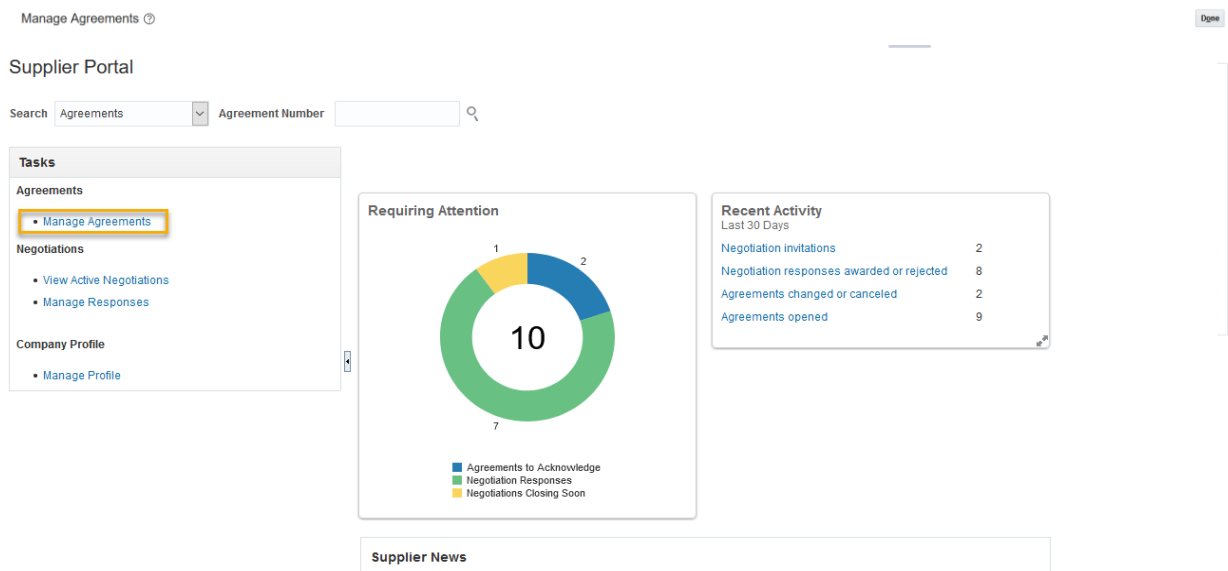 Manage Agreements
Done
Supplier Portal
Search Agreements Agreement Number
Tasks
Agreements
Manage Agreements
Negotiations
View Active Negotiations
Manage Responses
Company Profile
Manage Profile
Requiring Attention
1
2
10
7
Agreements to Acknowledge
Negotiation Responses
Negotiations Closing Soon
Recent Activity
Last 30 Days
Negotiation invitations 2
Negotiation responses awarded or rejected 8
Agreements changed or canceled 2
Agreements opened 9
Supplier News